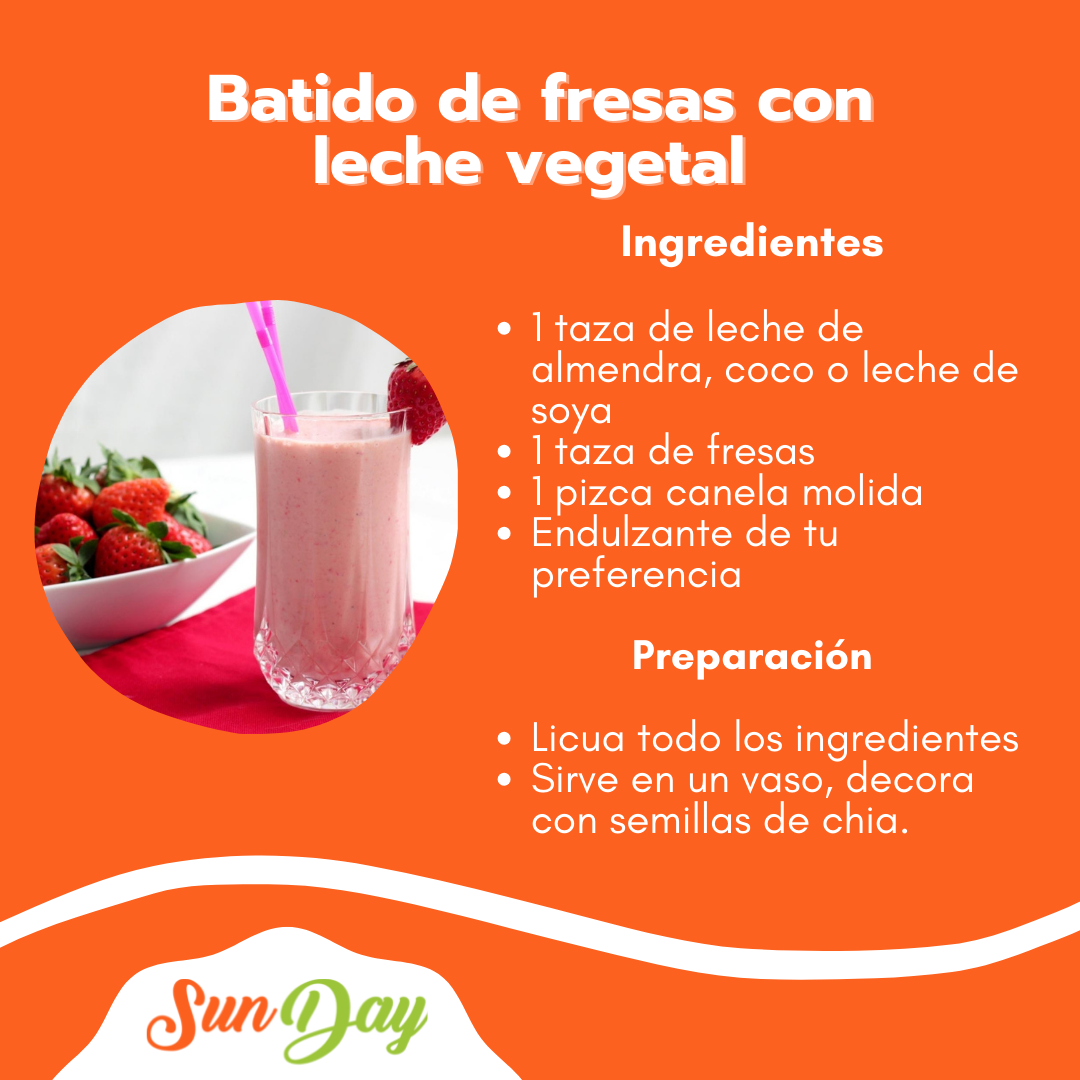 Batido de fresas con
leche vegetal
Ingredientes
• 1 taza de leche de
almendra, coco o leche de
soya
• 1 taza de fresas
• 1 pizca canela molida
• Endulzante de tu
preferencia
Preparación
• Licua todo los ingredientes
• Sirve en un vaso, decora
con semillas de chia.
Sun Day